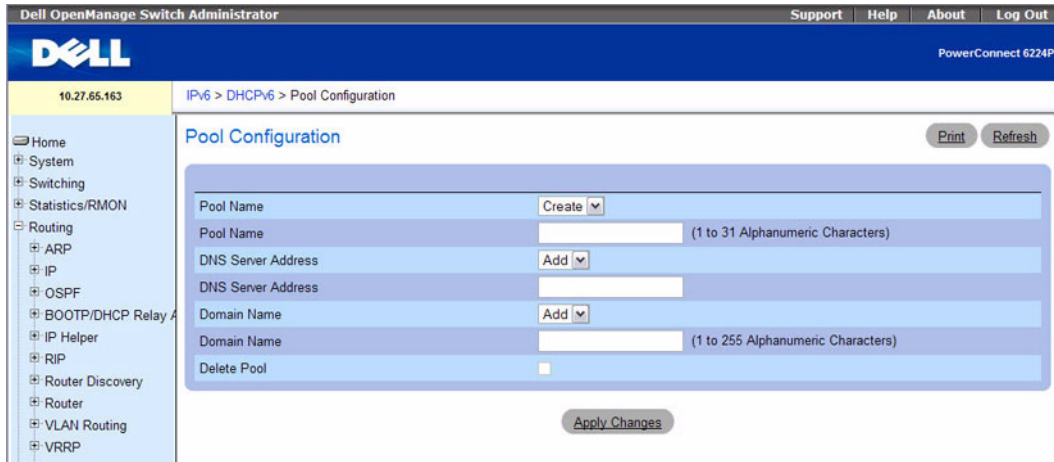 Dell OpenManage Switch Administrator
Support Help About Log Out
DELL
PowerConnect 6224P
10.27.65.163
IPv6 > DHCPv6 > Pool Configuration
Home
System
Switching
Statistics/RMON
Routing
ARP
IP
OSPF
BOOTP/DHCP Relay A
IP Helper
RIP
Router Discovery
Router
VLAN Routing
VRRP
Pool Configuration
Print Refresh
Pool Name Create
Pool Name (1 to 31 Alphanumeric Characters)
DNS Server Address Add
DNS Server Address
Domain Name Add
Domain Name (1 to 255 Alphanumeric Characters)
Delete Pool
Apply Changes